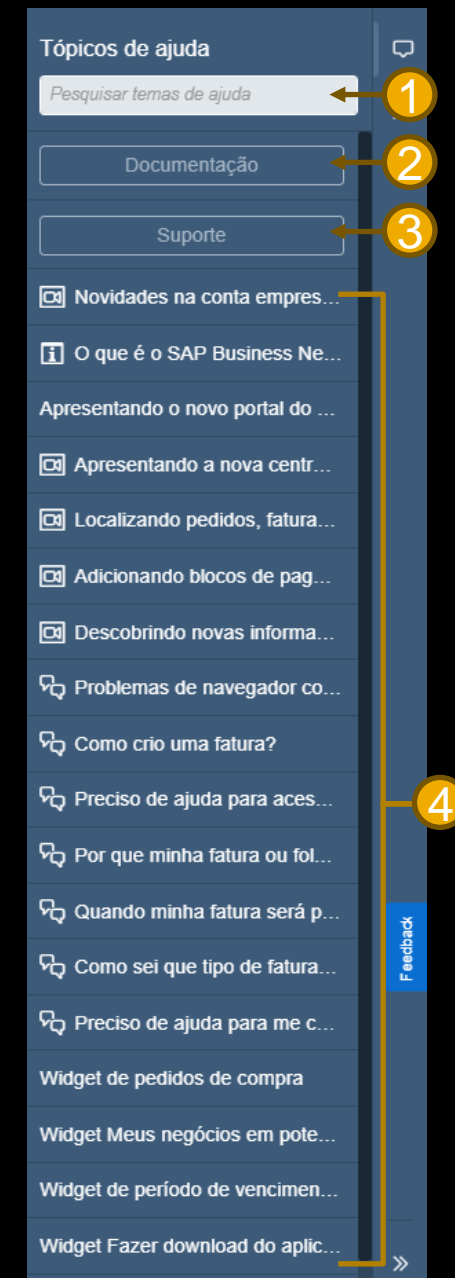 Tópicos de ajuda
Pesquisar temas de ajuda
1
Documentação
2
Suporte
3
Novidades na conta empres...
O que é o SAP Business Ne...
Apresentando o novo portal do ...
Apresentando a nova centr...
Localizando pedidos, fatura...
Adicionando blocos de pag...
Descobrindo novas informa...
Problemas de navegador co...
Como crio uma fatura?
Preciso de ajuda para aces...
4
Por que minha fatura ou fol...
Quando minha fatura será p...
Feedback
Como sei que tipo de fatura...
Preciso de ajuda para me c...
Widget de pedidos de compra
Widget Meus negócios em pote...
Widget de período de vencimen...
Widget Fazer download do aplic...